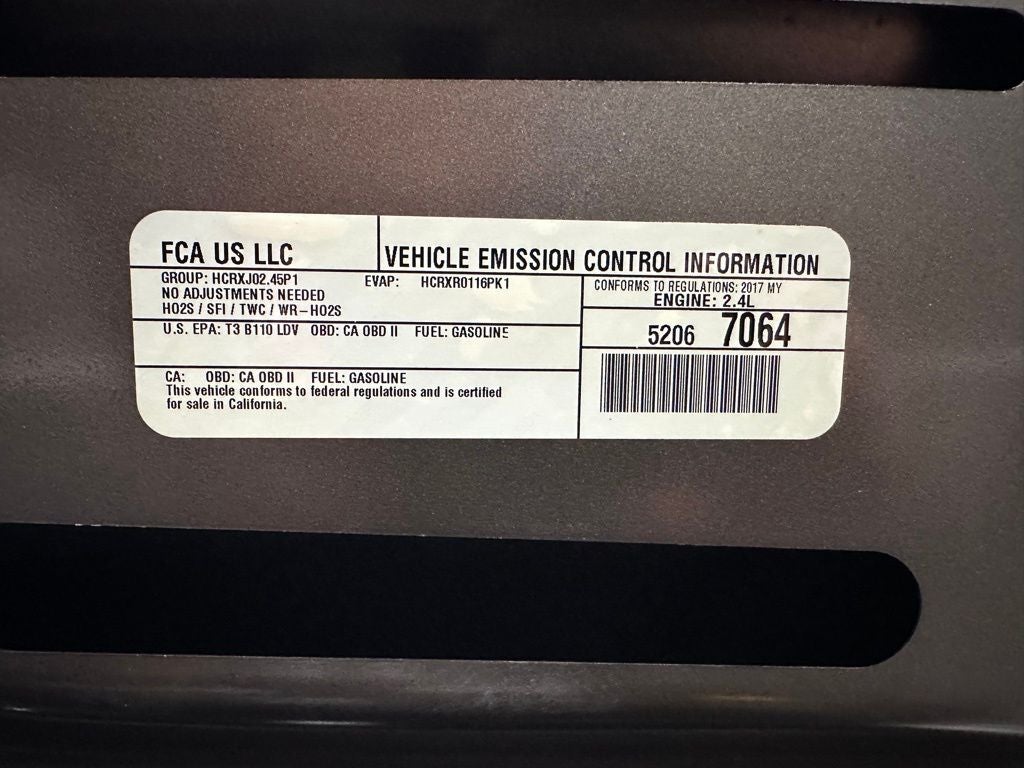 FCA US LLC
VEHICLE EMISSION CONTROL INFORMATION
GROUP: HCRXJ02.45P1 EVAP: HCRXR0116PK1
NO ADJUSTMENTS NEEDED
HO2S / SFI / TWC / WR-HO2S
CONFORMS TO REGULATIONS: 2017 MY
ENGINE: 2.4L
U.S. EPA: T3 B110 LDV OBD: CA OBD II FUEL: GASOLINE
5206 7064
CA: OBD: CA OBD II FUEL: GASOLINE
This vehicle conforms to federal regulations and is certified
for sale in California.